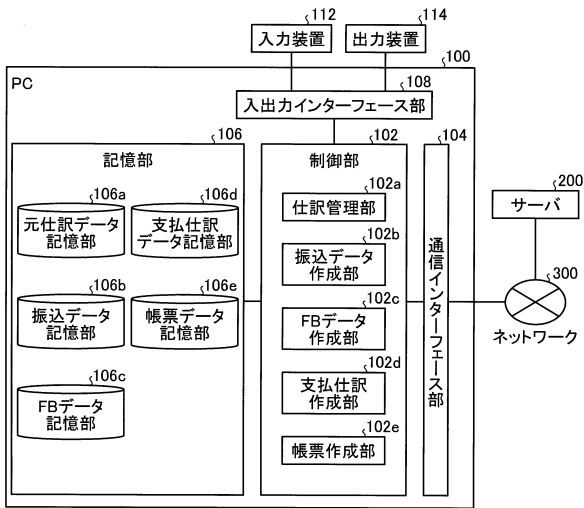 112
114
入力装置
出力装置
100
PC
108
入出力インターフェース部
106
102
104
記憶部
制御部
106a
106d
元仕訳データ
記憶部
支払仕訳
データ記憶部
106b
106e
振込データ
記憶部
帳票データ
記憶部
106c
FBデータ
記憶部
102a
仕訳管理部
102b
振込データ
作成部
102c
FBデータ
作成部
102d
支払仕訳
作成部
102e
帳票作成部
通信インターフェース部
200
サーバ
300
ネットワーク